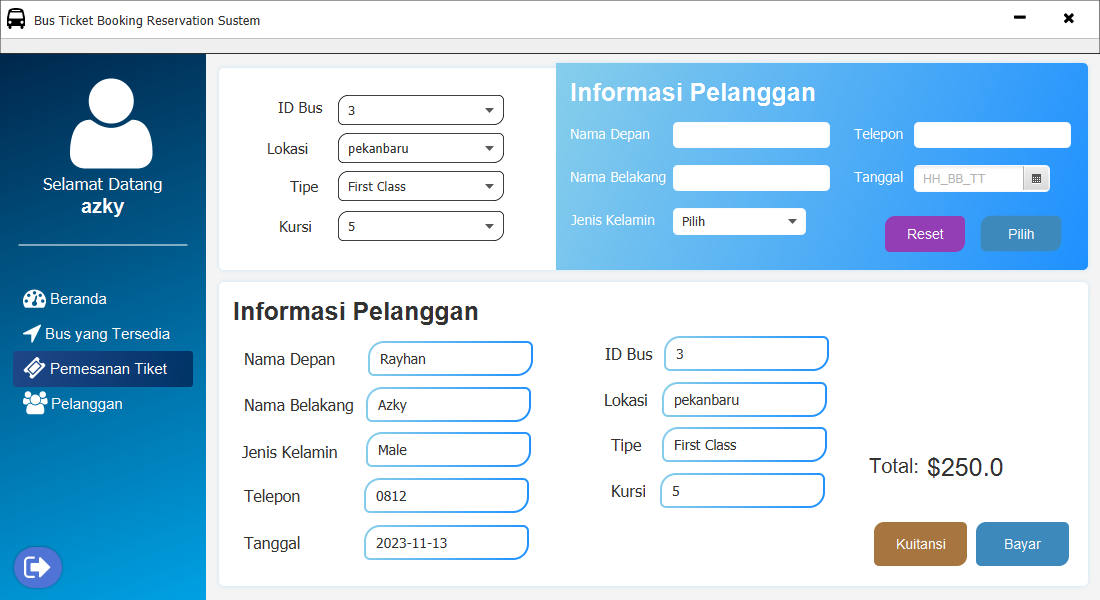 Bus Ticket Booking Reservation Sustem
Selamat Datang
azky
Beranda
Bus yang Tersedia
Pemesanan Tiket
Pelanggan
ID Bus 3
Lokasi pekanbaru
Tipe First Class
Kursi 5
Informasi Pelanggan
Nama Depan Telepon
Nama Belakang Tanggal HH_BB_TT
Jenis Kelamin Pilih Reset Pilih
Informasi Pelanggan
Nama Depan Rayhan
Nama Belakang Azky
Jenis Kelamin Male
Telepon 0812
Tanggal 2023-11-13
ID Bus 3
Lokasi pekanbaru
Tipe First Class
Kursi 5
Total: $250.0
Kuitansi Bayar